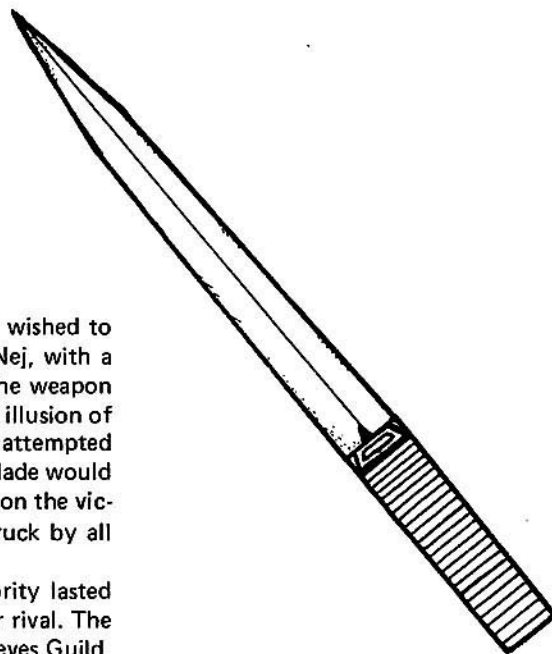 wished to
Nej, with a
ne weapon
illusion of
attempted
lade would
on the vic-
ruck by all
rity lasted
r rival. The
eves Guild